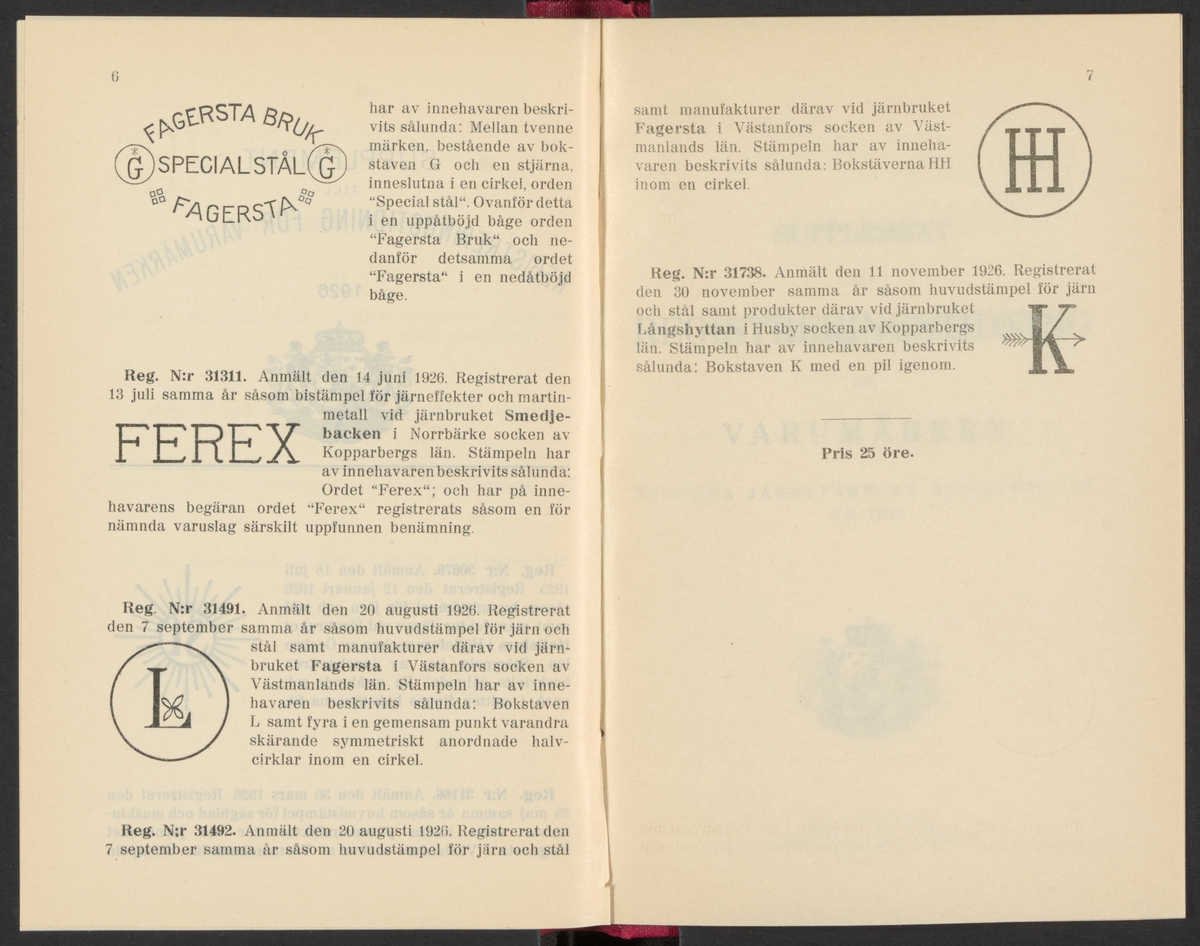 6
FAGERSTA BRUK
G SPECIALSTÅL G
FAGERSTA
har av innehavaren beskri-
vits sålunda: Mellan tvenne
märken, bestående av bok-
staven G och en stjärna,
inneslutna i en cirkel, orden
“Special stål“. Ovanför detta
i en uppåtböjd båge orden
“Fagersta Bruk“ och ne-
danför detsamma ordet
“Fagersta“ i en nedåtböjd
båge.
Reg. N:r 31311. Anmält den 14 juni 1926. Registrerat den
13 juli samma år såsom bistämpel för järneffekter och martin-
metall vid järnbruket Smedje-
backen i Norrbärke socken av
Kopparbergs län. Stämpeln har
av innehavaren beskrivits sålunda:
Ordet “Ferex“; och har på inne-
FEREX
havarens begäran ordet “Ferex“ registrerats såsom en för
nämnda varuslag särskilt uppfunnen benämning.
Reg. N:r 31491. Anmält den 20 augusti 1926. Registrerat
den 7 september samma år såsom huvudstämpel för järn och
stål samt manufakturer därav vid järn-
bruket Fagersta i Västanfors socken av
Västmanlands län. Stämpeln har av inne-
havaren beskrivits sålunda: Bokstaven
L samt fyra i en gemensam punkt varandra
skärande symmetriskt anordnade halv-
cirklar inom en cirkel.
L
Reg. N:r 31492. Anmält den 20 augusti 1926. Registrerat den
7 september samma år såsom huvudstämpel för järn och stål
7
samt manufakturer därav vid järnbruket
Fagersta i Västanfors socken av Väst-
manlands län. Stämpeln har av inneha-
varen beskrivits sålunda: Bokstäverna HH
inom en cirkel.
HH
Reg. N:r 31738. Anmält den 11 november 1926. Registrerat
den 30 november samma år såsom huvudstämpel för järn
och stål samt produkter därav vid järnbruket
Långshyttan i Husby socken av Kopparbergs
län. Stämpeln har av innehavaren beskrivits
sålunda: Bokstaven K med en pil igenom.
K
Pris 25 öre.